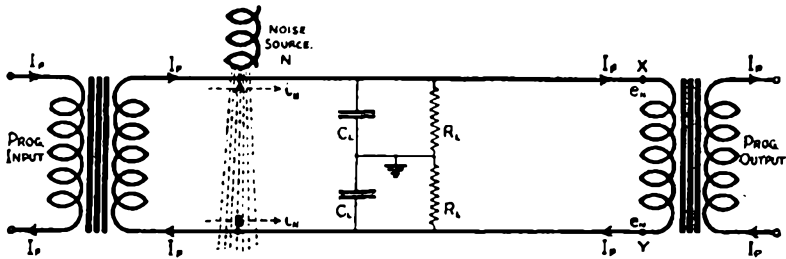 NOISE
SOURCE.
N
I_P I_P I_P I_P
X
A i_N
e_N
C_L R_L
PROG.
INPUT
PROG.
OUTPUT
C_L R_L
B i_N
e_N
I_P I_P I_P Y I_P